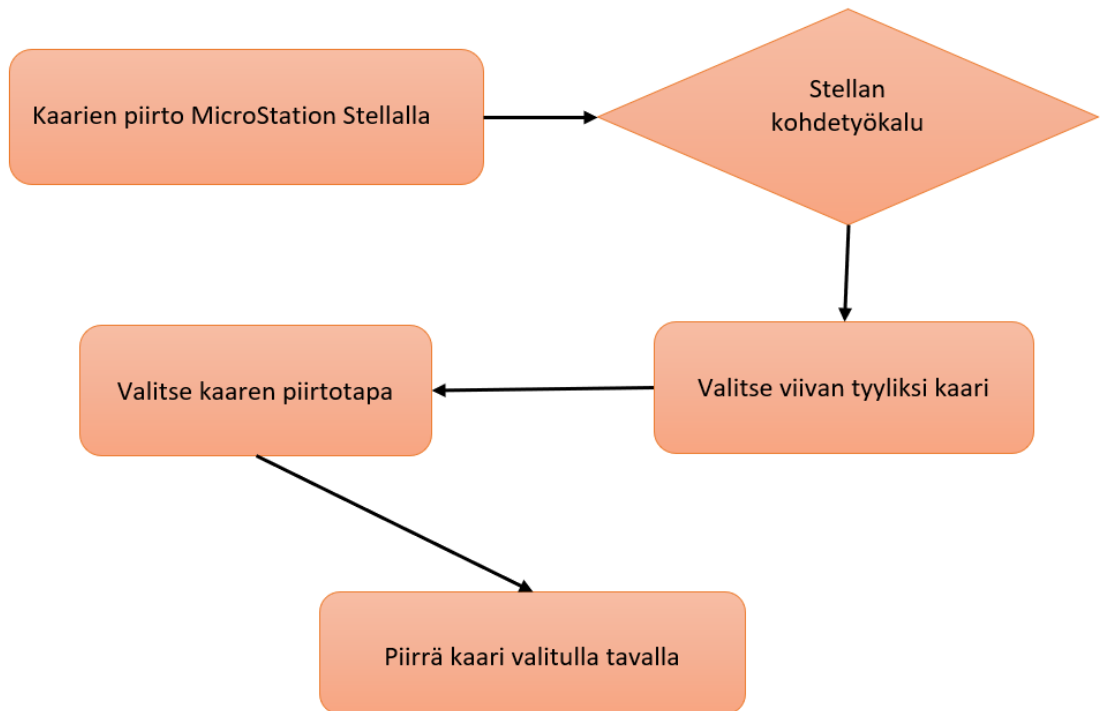 Kaarien piirto MicroStation Stellalla
Stellan
kohdetyökalu
Valitse viivan tyyliksi kaari
Valitse kaaren piirtotapa
Piirrä kaari valitulla tavalla